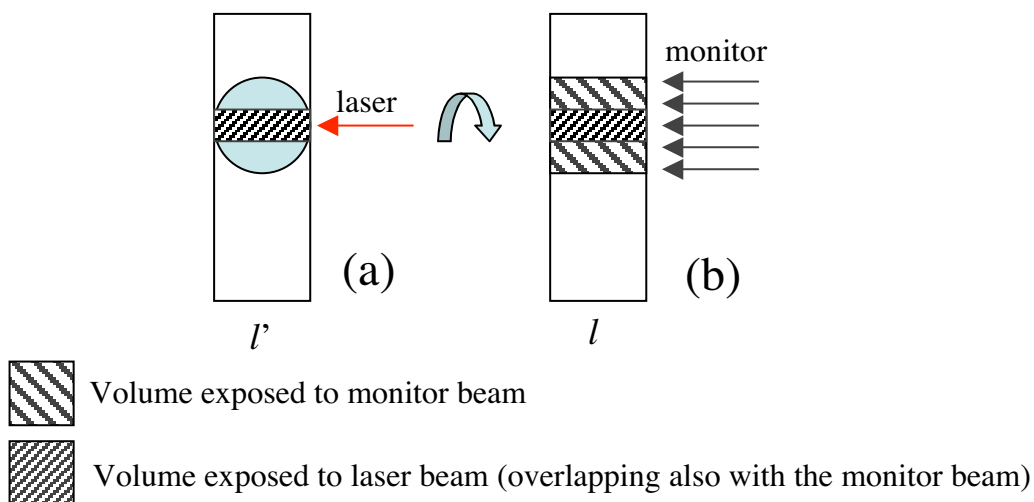 monitor
laser
(a)
(b)
l’
l
Volume exposed to monitor beam
Volume exposed to laser beam (overlapping also with the monitor beam)